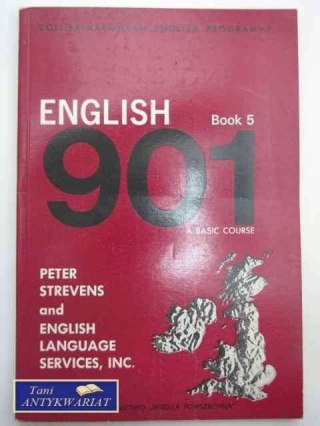 COLLIER-MACMILLAN ENGLISH PROGRAMME
ENGLISH Book 5
901
A BASIC COURSE
PETER
STREVENS
and
ENGLISH
LANGUAGE
SERVICES, INC.
Tani
ANTYKWARIAT
"WIEDZA POWSZECHNA"